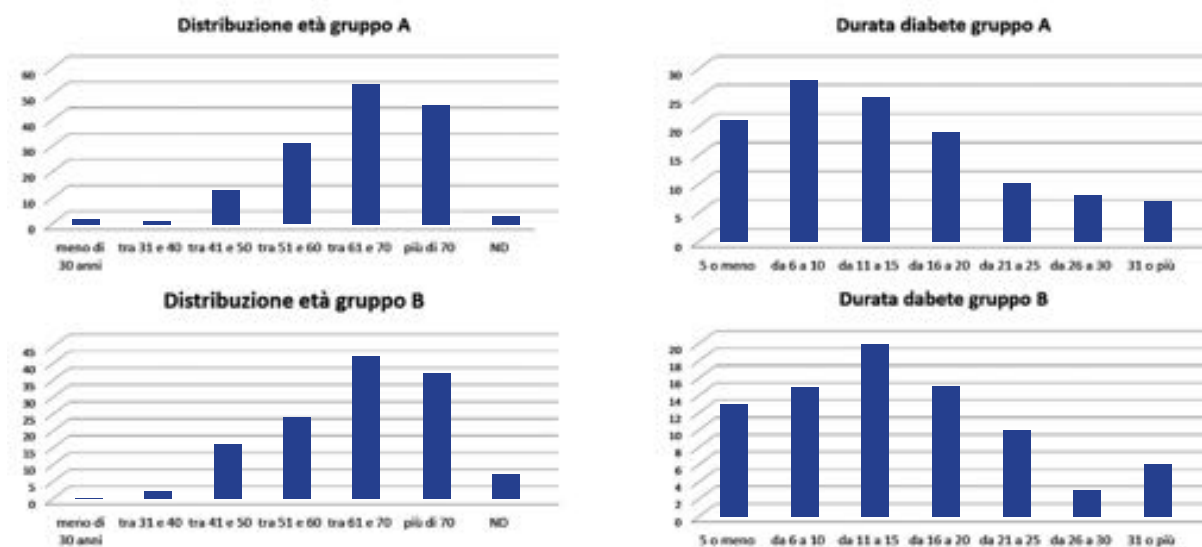 Distribuzione età gruppo A
60
50
40
30
20
10
0
meno di 30 anni
tra 31 e 40
tra 41 e 50
tra 51 e 60
tra 61 e 70
più di 70
ND
Durata diabete gruppo A
30
25
20
15
10
5
0
5 o meno
da 6 a 10
da 11 a 15
da 16 a 20
da 21 a 25
da 26 a 30
31 o più
Distribuzione età gruppo B
45
40
35
30
25
20
15
10
5
0
meno di 30 anni
tra 31 e 40
tra 41 e 50
tra 51 e 60
tra 61 e 70
più di 70
ND
Durata dabete gruppo B
20
18
16
14
12
10
8
6
4
2
0
5 o meno
da 6 a 10
da 11 a 15
da 16 a 20
da 21 a 25
da 26 a 30
31 o più